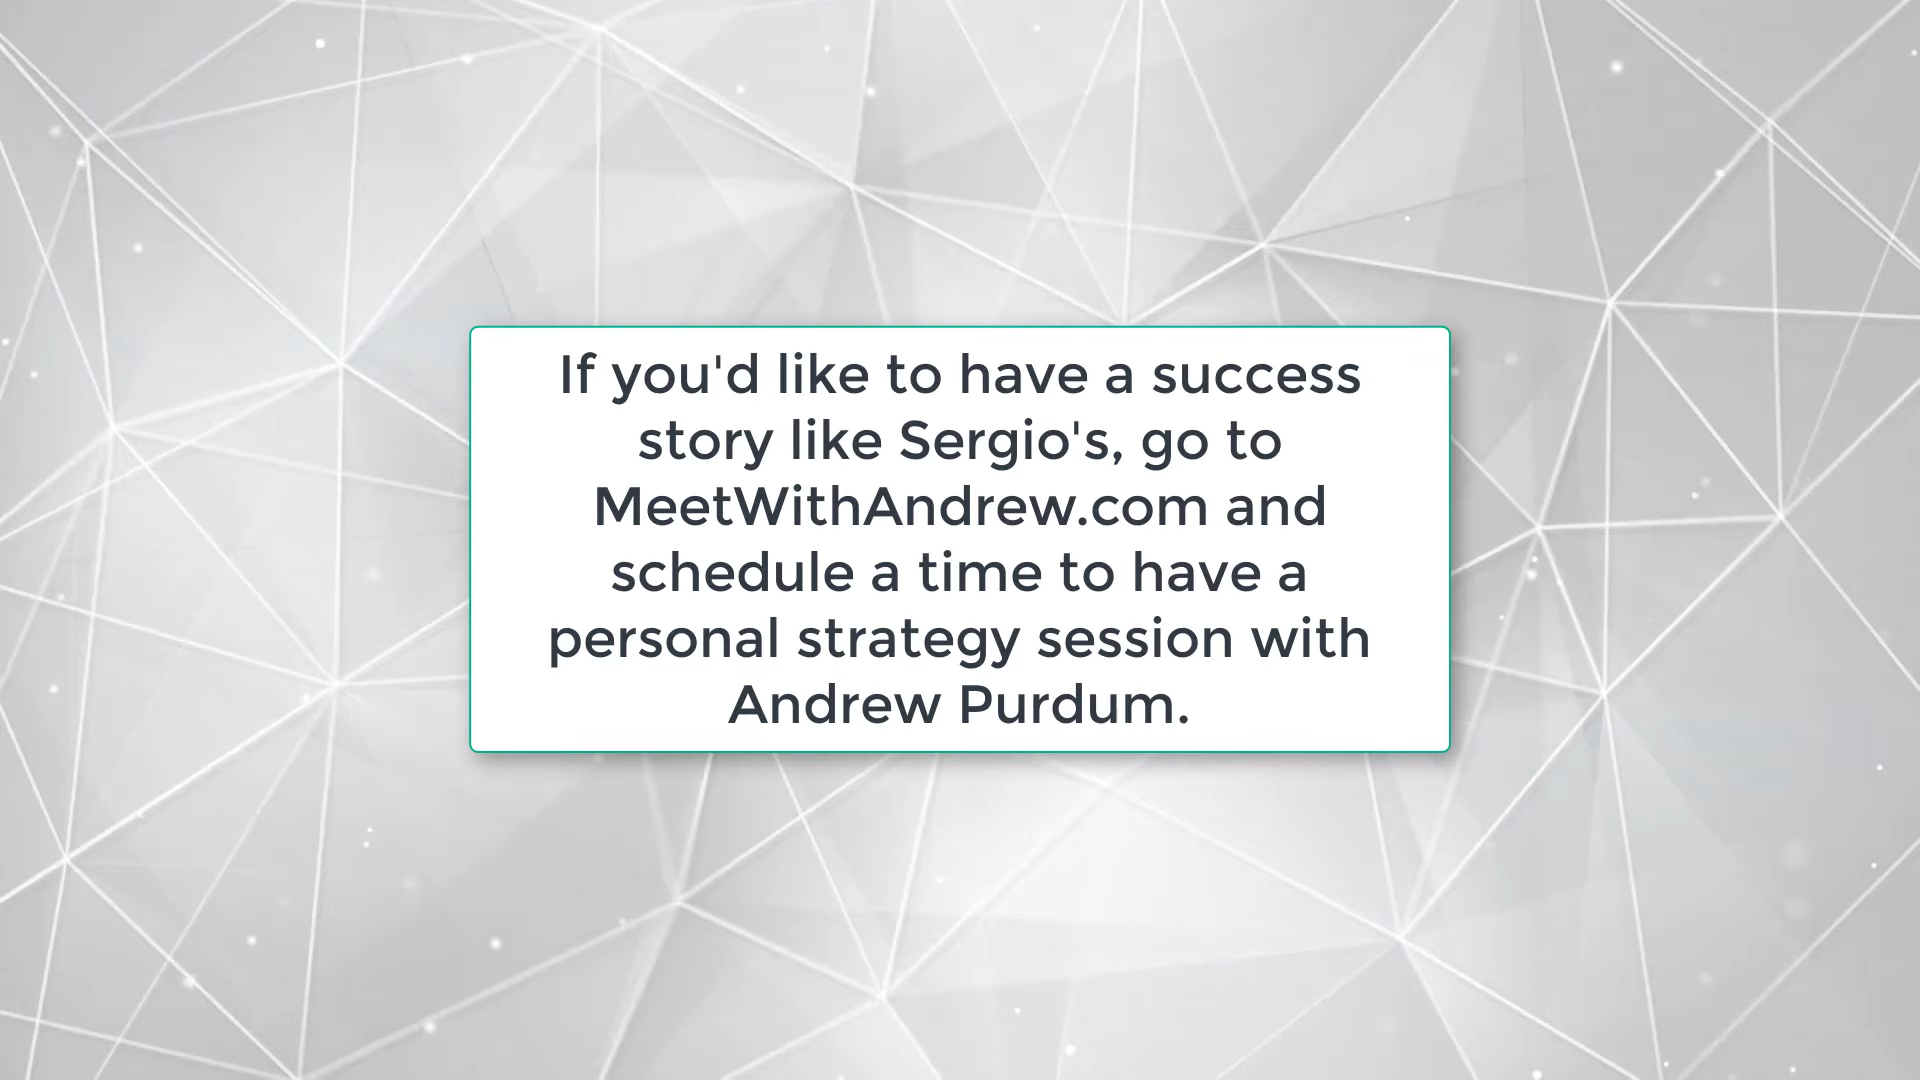 If you'd like to have a success
story like Sergio's, go to
MeetWithAndrew.com and
schedule a time to have a
personal strategy session with
Andrew Purdum.